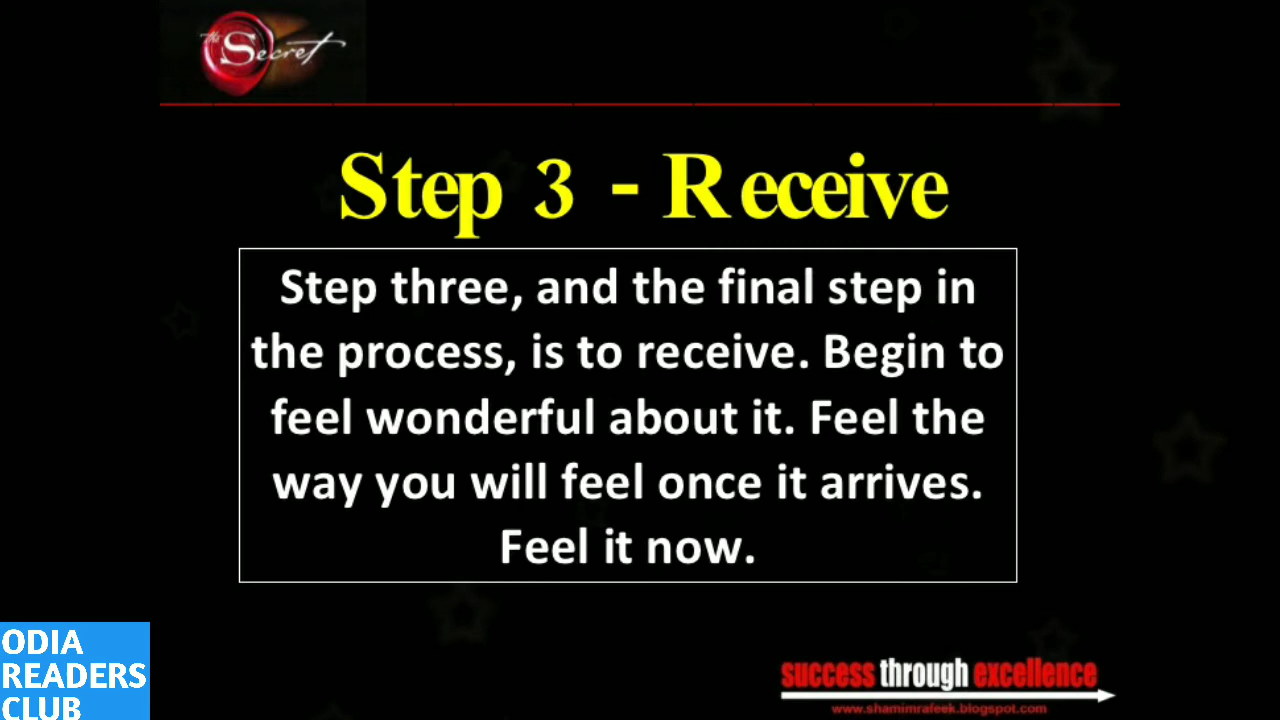 the Secret
Step 3 - Receive
Step three, and the final step in
the process, is to receive. Begin to
feel wonderful about it. Feel the
way you will feel once it arrives.
Feel it now.
ODIA
READERS
CLUB
success through excellence
www.shamimrafeek.blogspot.com